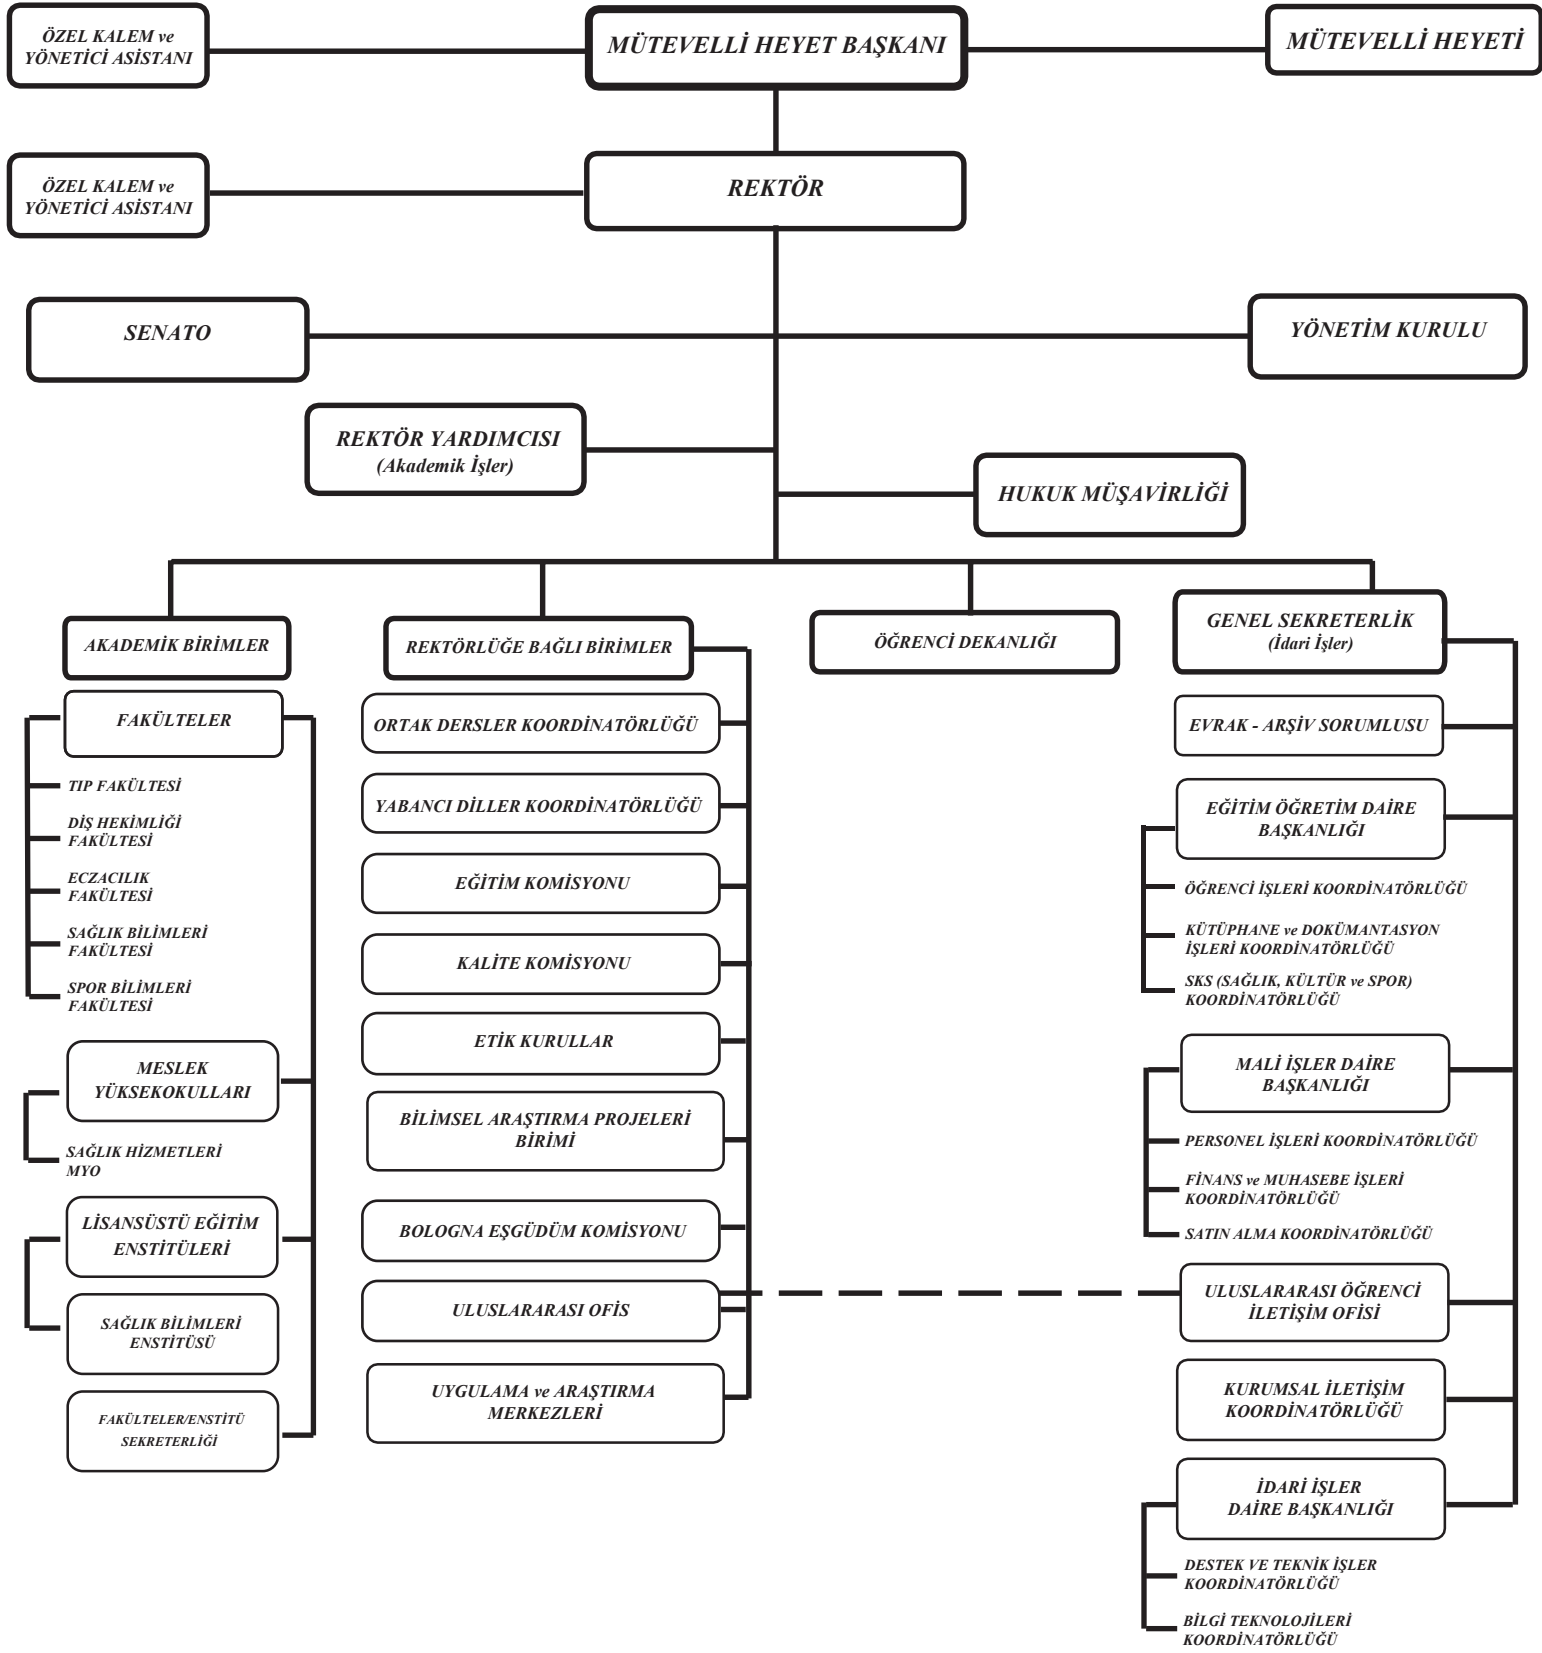 ÖZEL KALEM ve
YÖNETİCİ ASİSTANI
MÜTEVELLİ HEYET BAŞKANI
MÜTEVELLİ HEYETİ
ÖZEL KALEM ve
YÖNETİCİ ASİSTANI
REKTÖR
SENATO
YÖNETİM KURULU
REKTÖR YARDIMCISI
(Akademik İşler)
HUKUK MÜŞAVİRLİĞİ
AKADEMİK BİRİMLER
FAKÜLTELER
TIP FAKÜLTESİ
DİŞ HEKİMLİĞİ
FAKÜLTESİ
ECZACILIK
FAKÜLTESİ
SAĞLIK BİLİMLERİ
FAKÜLTESİ
SPOR BİLİMLERİ
FAKÜLTESİ
MESLEK
YÜKSEKOKULLARI
SAĞLIK HİZMETLERİ
MYO
LİSANSÜSTÜ EĞİTİM
ENSTİTÜLERİ
SAĞLIK BİLİMLERİ
ENSTİTÜSÜ
FAKÜLTELER/ENSTİTÜ
SEKRETERLİĞİ
REKTÖRLÜĞE BAĞLI BİRİMLER
ORTAK DERSLER KOORDİNATÖRLÜĞÜ
YABANCI DİLLER KOORDİNATÖRLÜĞÜ
EĞİTİM KOMİSYONU
KALİTE KOMİSYONU
ETİK KURULLAR
BİLİMSEL ARAŞTIRMA PROJELERİ
BİRİMİ
BOLOGNA EŞGÜDÜM KOMİSYONU
ULUSLARARASI OFİS
UYGULAMA ve ARAŞTIRMA
MERKEZLERİ
ÖĞRENCİ DEKANLIĞI
GENEL SEKRETERLİK
(İdari İşler)
EVRAK - ARŞİV SORUMLUSU
EĞİTİM ÖĞRETİM DAİRE
BAŞKANLIĞI
ÖĞRENCİ İŞLERİ KOORDİNATÖRLÜĞÜ
KÜTÜPHANE ve DOKÜMANTASYON
İŞLERİ KOORDİNATÖRLÜĞÜ
SKS (SAĞLIK, KÜLTÜR ve SPOR)
KOORDİNATÖRLÜĞÜ
MALİ İŞLER DAİRE
BAŞKANLIĞI
PERSONEL İŞLERİ KOORDİNATÖRLÜĞÜ
FİNANS ve MUHASEBE İŞLERİ
KOORDİNATÖRLÜĞÜ
SATIN ALMA KOORDİNATÖRLÜĞÜ
ULUSLARARASI ÖĞRENCİ
İLETİŞİM OFİSİ
KURUMSAL İLETİŞİM
KOORDİNATÖRLÜĞÜ
İDARİ İŞLER
DAİRE BAŞKANLIĞI
DESTEK VE TEKNİK İŞLER
KOORDİNATÖRLÜĞÜ
BİLGİ TEKNOLOJİLERİ
KOORDİNATÖRLÜĞÜ